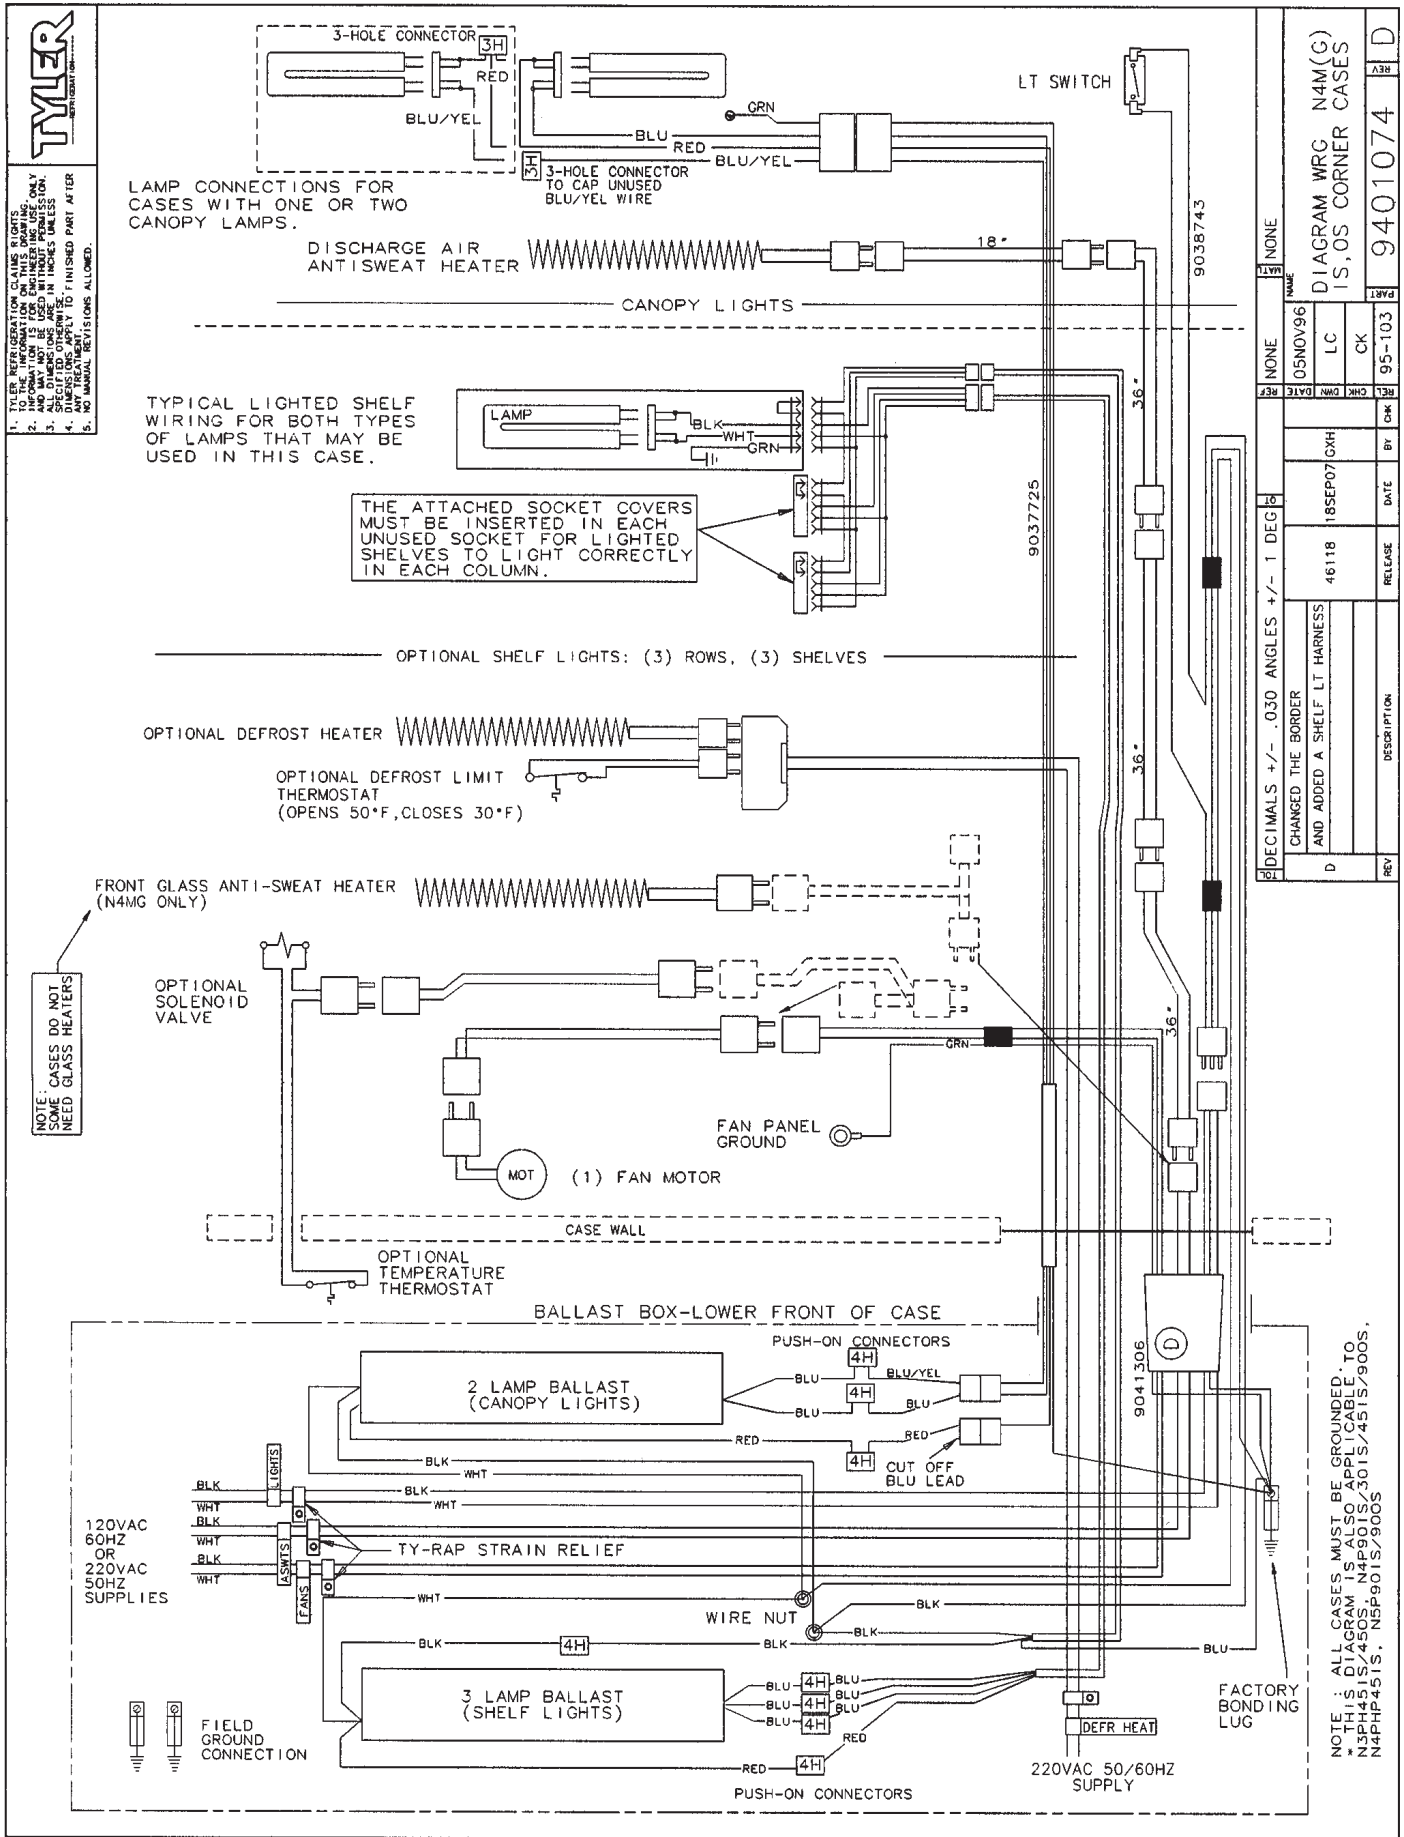 TYLER
REFRIGERATION
1. TYLER REFRIGERATION CLAIMS RIGHTS
TO THE INFORMATION ON THIS DRAWING.
2. INFORMATION IS FOR ENGINEERING USE ONLY
AND MAY NOT BE USED WITHOUT PERMISSION.
3. ALL DIMENSIONS ARE IN INCHES UNLESS
SPECIFIED OTHERWISE.
4. DIMENSIONS APPLY TO FINISHED PART AFTER
ANY TREATMENT.
5. NO MANUAL REVISIONS ALLOWED.
3-HOLE CONNECTOR
3H
RED
BLU/YEL
GRN
BLU
RED
BLU/YEL
3H
3-HOLE CONNECTOR
TO CAP UNUSED
BLU/YEL WIRE
LT SWITCH
LAMP CONNECTIONS FOR
CASES WITH ONE OR TWO
CANOPY LAMPS.
DISCHARGE AIR
ANTISWEAT HEATER
18"
9038743
CANOPY LIGHTS
TYPICAL LIGHTED SHELF
WIRING FOR BOTH TYPES
OF LAMPS THAT MAY BE
USED IN THIS CASE.
LAMP
BLK
WHT
GRN
36"
THE ATTACHED SOCKET COVERS
MUST BE INSERTED IN EACH
UNUSED SOCKET FOR LIGHTED
SHELVES TO LIGHT CORRECTLY
IN EACH COLUMN.
9037725
OPTIONAL SHELF LIGHTS: (3) ROWS, (3) SHELVES
OPTIONAL DEFROST HEATER
OPTIONAL DEFROST LIMIT
THERMOSTAT
(OPENS 50°F,CLOSES 30°F)
36"
FRONT GLASS ANTI-SWEAT HEATER
(N4MG ONLY)
NOTE:
SOME CASES DO NOT
NEED GLASS HEATERS
OPTIONAL
SOLENOID
VALVE
GRN
36"
FAN PANEL
GROUND
MOT
(1) FAN MOTOR
CASE WALL
OPTIONAL
TEMPERATURE
THERMOSTAT
BALLAST BOX-LOWER FRONT OF CASE
PUSH-ON CONNECTORS
2 LAMP BALLAST
(CANOPY LIGHTS)
BLU
4H
BLU/YEL
BLU
4H
BLU
RED
4H
RED
CUT OFF
BLU LEAD
9041306
D
BLK
WHT
LIGHTS
BLK
WHT
BLK
WHT
BLK
WHT
BLK
WHT
ASWTS
FANS
120VAC
60HZ
OR
220VAC
50HZ
SUPPLIES
TY-RAP STRAIN RELIEF
WHT
WIRE NUT
BLK
BLK
4H
BLK
BLK
BLU
3 LAMP BALLAST
(SHELF LIGHTS)
BLU 4H BLU
BLU 4H BLU
BLU 4H BLU
RED
RED 4H
PUSH-ON CONNECTORS
FIELD
GROUND
CONNECTION
DEFR HEAT
220VAC 50/60HZ
SUPPLY
FACTORY
BONDING
LUG
NOTE : ALL CASES MUST BE GROUNDED.
* THIS DIAGRAM IS ALSO APPLICABLE TO
N3PH451S/450S, N4P901S/301S/451S/900S,
N4PHP451S, N5P901S/900S
TOL DECIMALS +/- .030 ANGLES +/- 1 DEG
QT
REF NONE
MATL NONE
D
CHANGED THE BORDER
AND ADDED A SHELF LT HARNESS
46118
18SEP07
GXH
REV
DESCRIPTION
RELEASE
DATE
BY
CHK
DATE 05NOV96
DWN LC
CHK CK
REL 95-103
NAME
DIAGRAM WRG N4M(G)
IS,OS CORNER CASES
PART 9401074
REV D